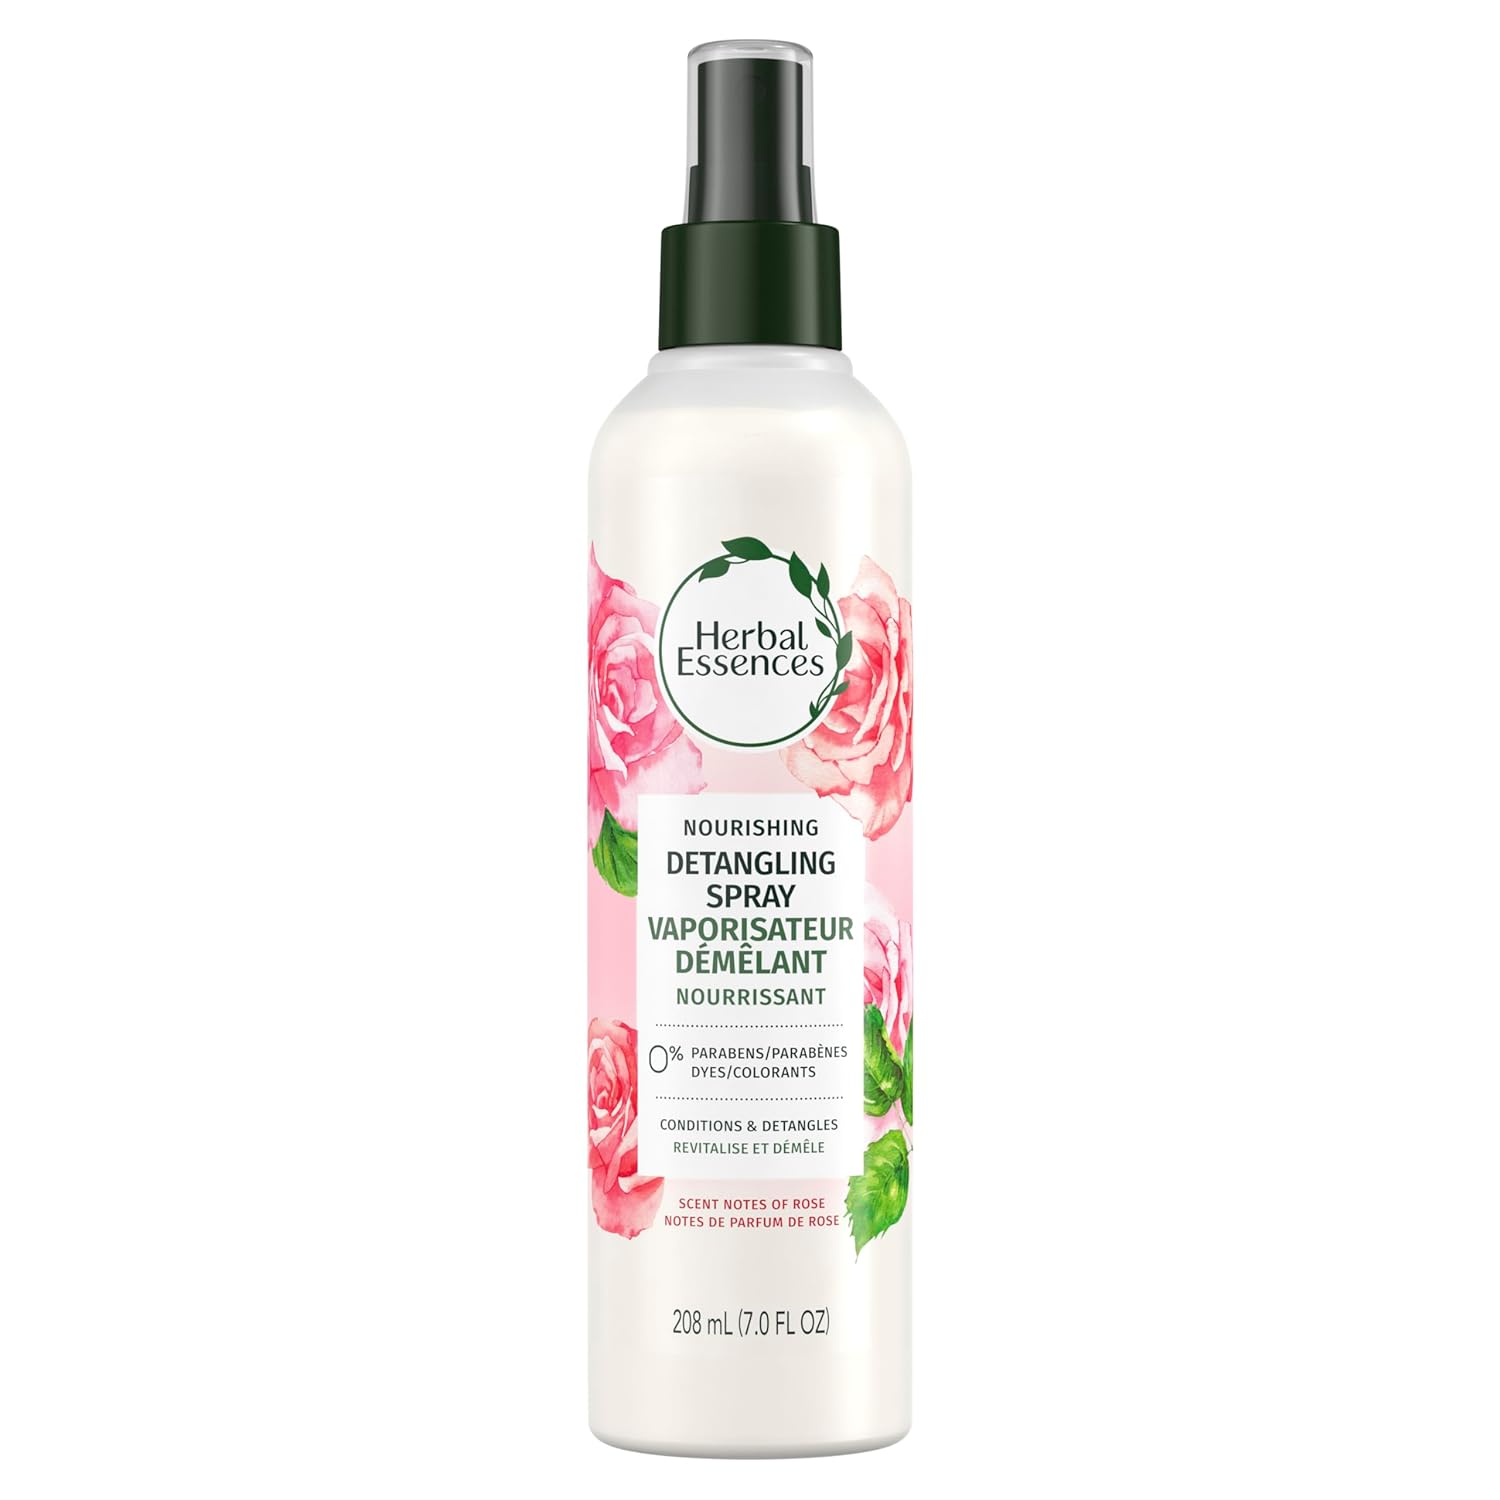 Herbal
Essences
NOURISHING
DETANGLING
SPRAY
VAPORISATEUR
DÉMÊLANT
NOURRISSANT
0% PARABENS/PARABÈNES
DYES/COLORANTS
CONDITIONS & DETANGLES
REVITALISE ET DÉMÊLE
SCENT NOTES OF ROSE
NOTES DE PARFUM DE ROSE
208 mL (7.0 FL OZ)